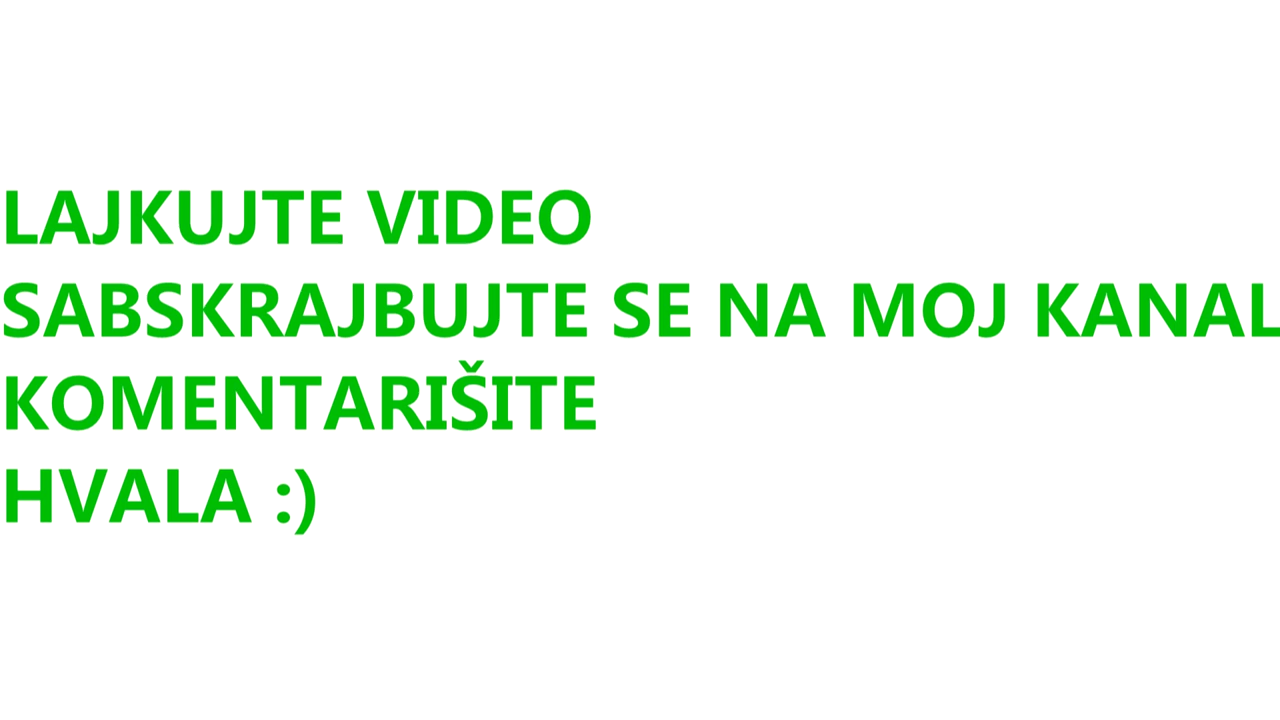 LAJKUJTE VIDEO
SABSKRAJBUJTE SE NA MOJ KANAL
KOMENTARIŠITE
HVALA :)